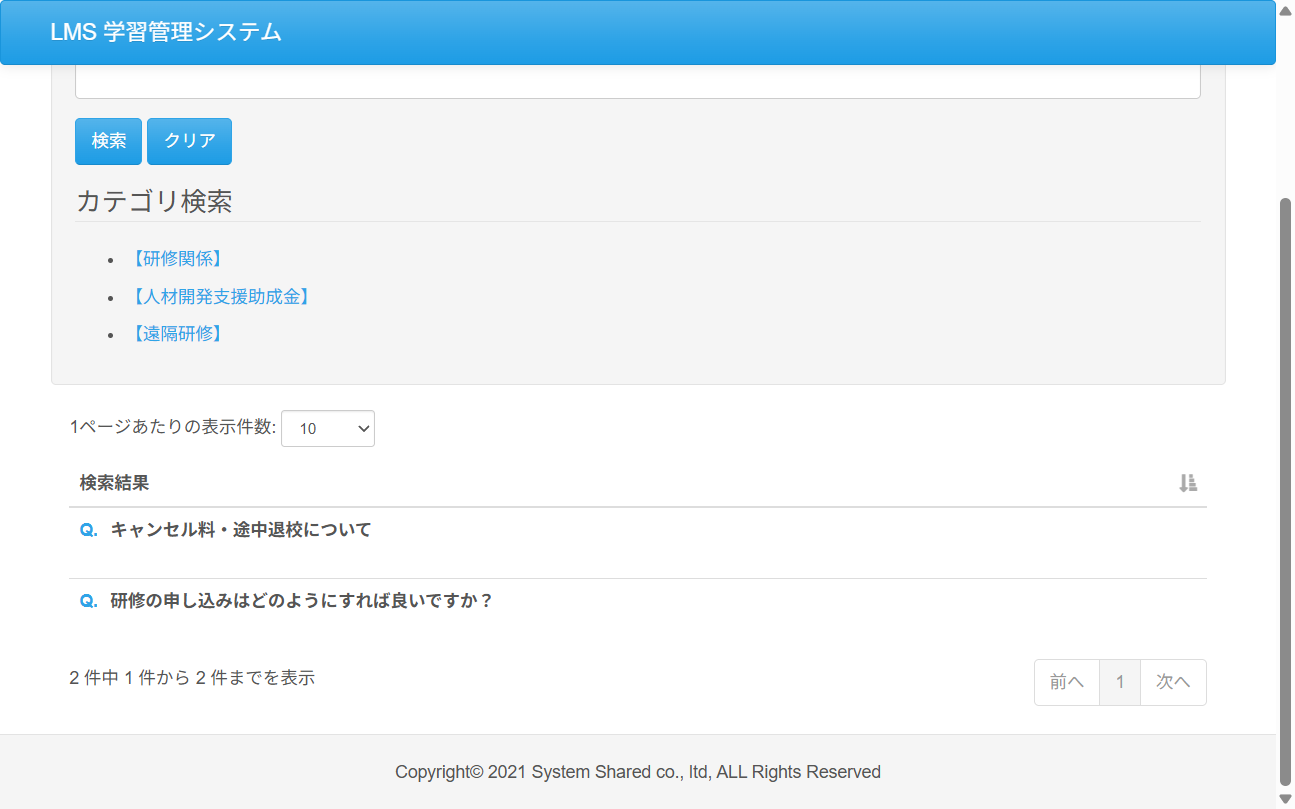 LMS 学習管理システム
検索 クリア
カテゴリ検索
【研修関係】
【人材開発支援助成金】
【遠隔研修】
1ページあたりの表示件数: 10
検索結果
Q. キャンセル料・途中退校について
Q. 研修の申し込みはどのようにすれば良いですか？
2 件中 1 件から 2 件までを表示
前へ 1 次へ
Copyright© 2021 System Shared co., ltd, ALL Rights Reserved